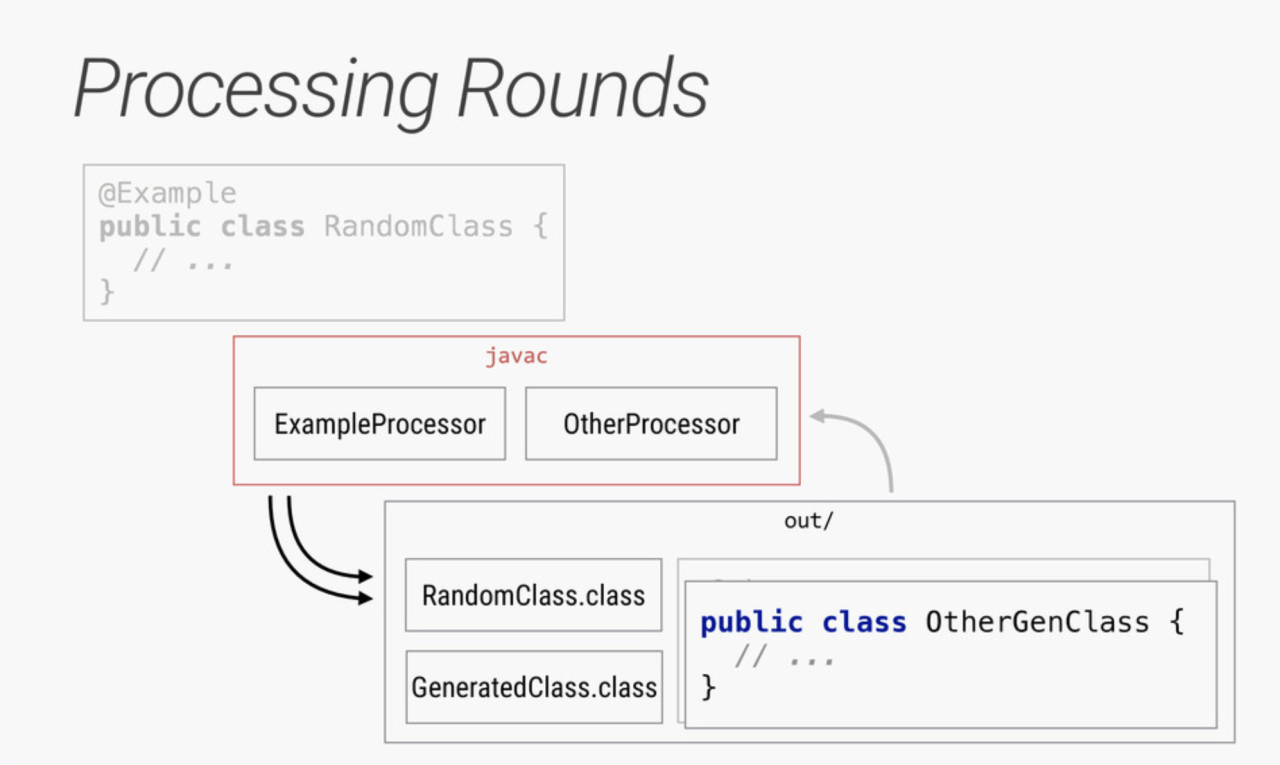 Processing Rounds
@Example
public class RandomClass {
// ...
}
javac
ExampleProcessor
OtherProcessor
out/
RandomClass.class
GeneratedClass.class
public class OtherGenClass {
// ...
}